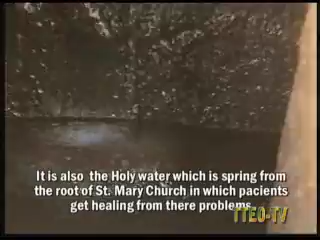 It is also the Holy water which is spring from
the root of St. Mary Church in which pacients
get healing from there problems.
TTEO-TV